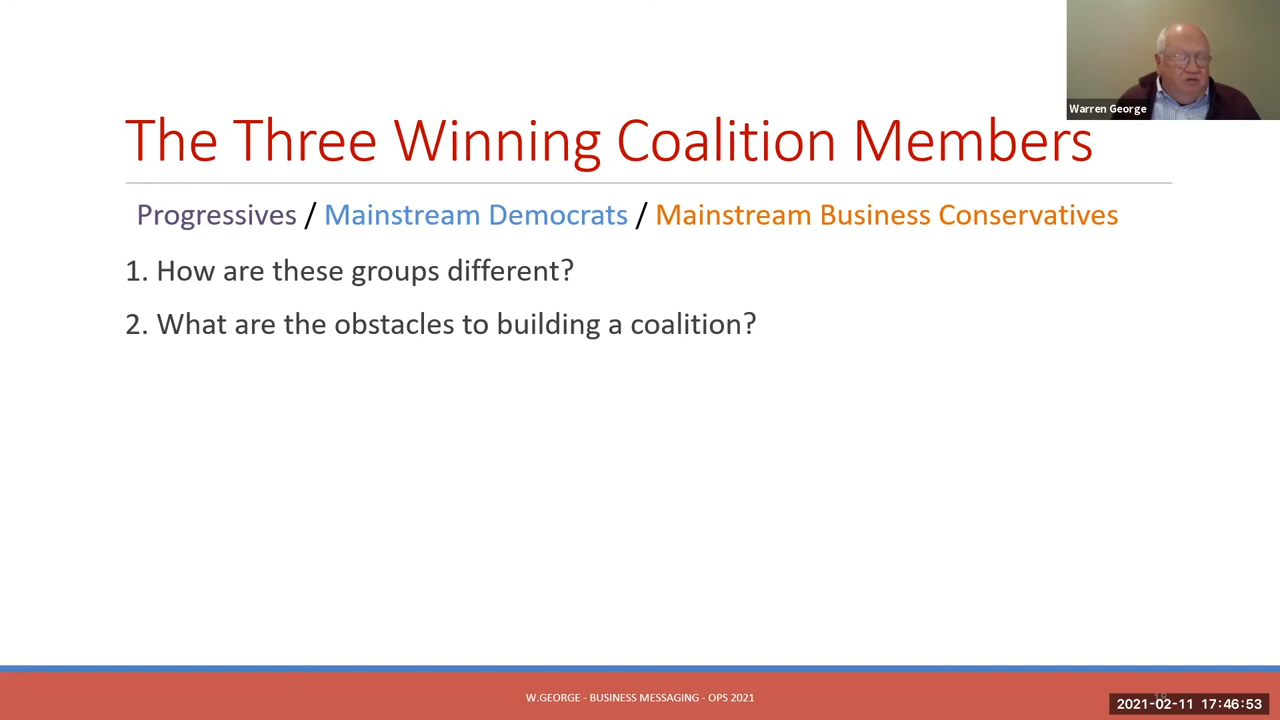 Warren George
The Three Winning Coalition Members
Progressives / Mainstream Democrats / Mainstream Business Conservatives
1. How are these groups different?
2. What are the obstacles to building a coalition?
W.GEORGE - BUSINESS MESSAGING - OPS 2021
2021-02-11 17:46:53